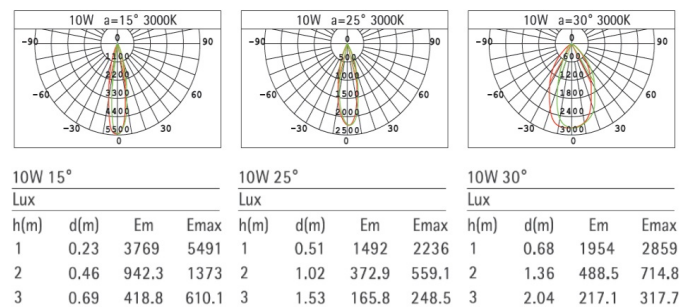 10W a=15° 3000K
0
-90
90
1100
2200
3300
4400
5500
-60
60
-30
30
0
10W a=25° 3000K
0
-90
90
500
1000
1500
2000
2500
-60
60
-30
30
0
10W a=30° 3000K
0
-90
90
600
1200
1800
2400
3000
-60
60
-30
30
0
10W 15°
Lux
h(m) d(m) Em Emax
1 0.23 3769 5491
2 0.46 942.3 1373
3 0.69 418.8 610.1
10W 25°
Lux
h(m) d(m) Em Emax
1 0.51 1492 2236
2 1.02 372.9 559.1
3 1.53 165.8 248.5
10W 30°
Lux
h(m) d(m) Em Emax
1 0.68 1954 2859
2 1.36 488.5 714.8
3 2.04 217.1 317.7